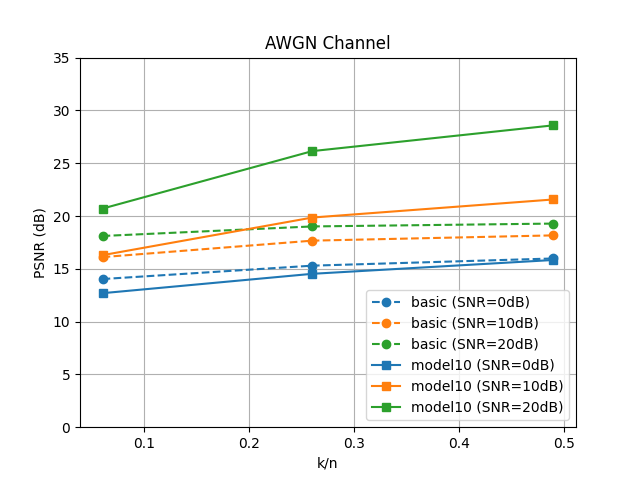 AWGN Channel
PSNR (dB)
35
30
25
20
15
10
5
0
0.1
0.2
0.3
0.4
0.5
k/n
basic (SNR=0dB)
basic (SNR=10dB)
basic (SNR=20dB)
model10 (SNR=0dB)
model10 (SNR=10dB)
model10 (SNR=20dB)